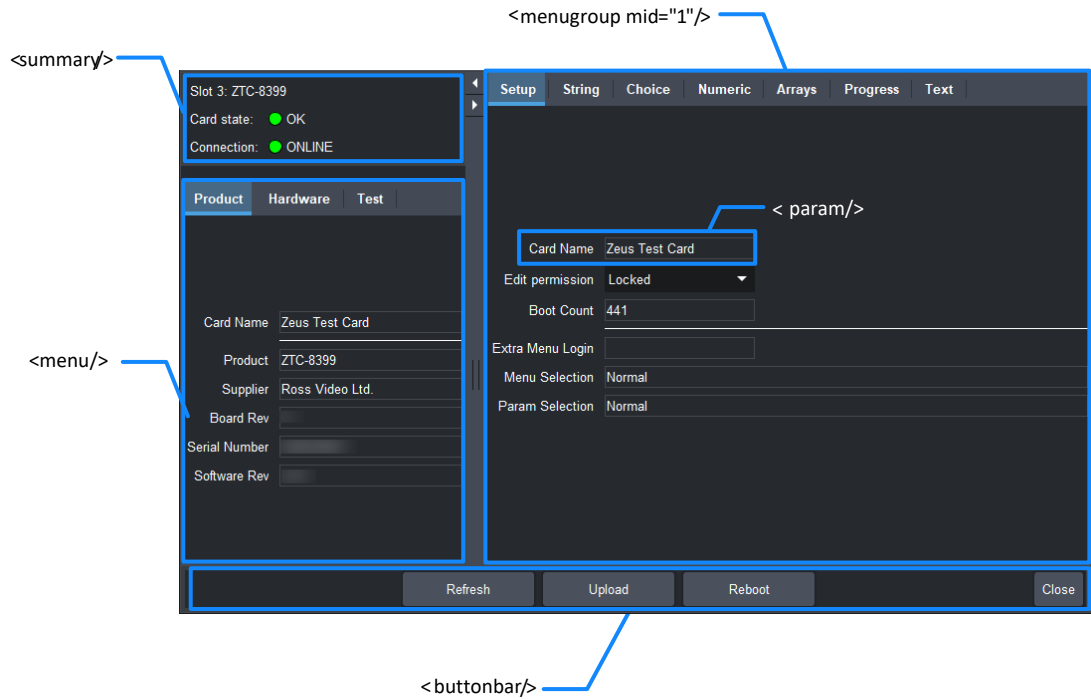 <menugroup mid="1"/>
<summary/>
Slot 3: ZTC-8399
Card state: OK
Connection: ONLINE
Setup String Choice Numeric Arrays Progress Text
Product Hardware Test
< param/>
Card Name Zeus Test Card
Edit permission Locked
Boot Count 441
Extra Menu Login
Menu Selection Normal
Param Selection Normal
<menu/>
Card Name Zeus Test Card
Product ZTC-8399
Supplier Ross Video Ltd.
Board Rev
Serial Number
Software Rev
Refresh Upload Reboot Close
<buttonbar/>